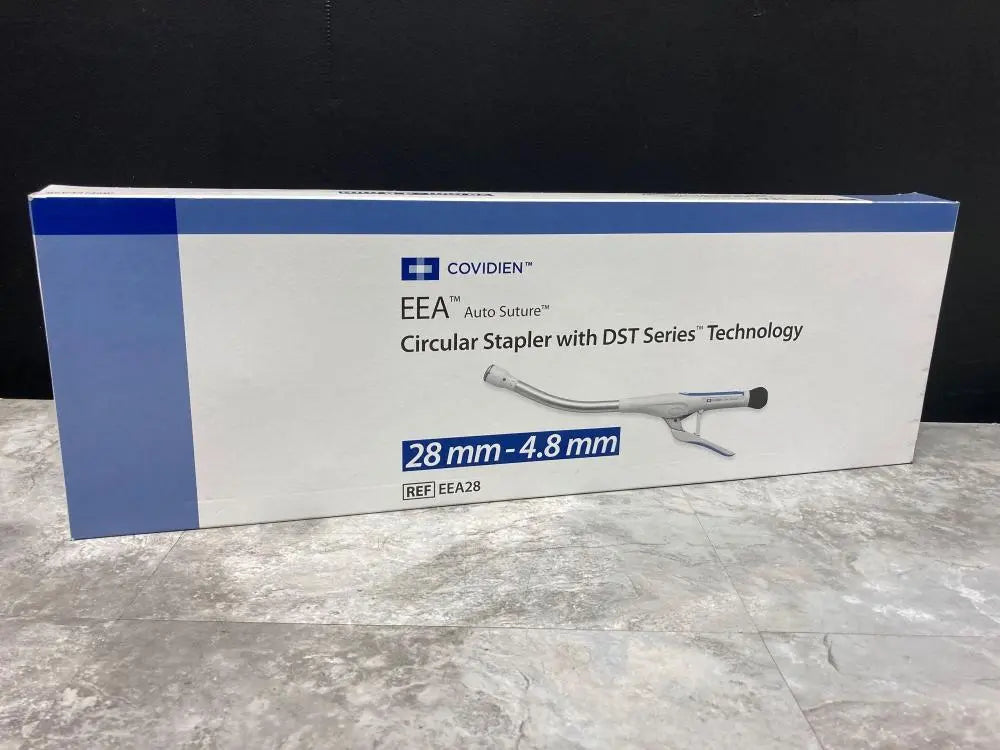 COVIDIEN™
EEA™ Auto Suture™
Circular Stapler with DST Series™ Technology
28 mm - 4.8 mm
REF EEA28